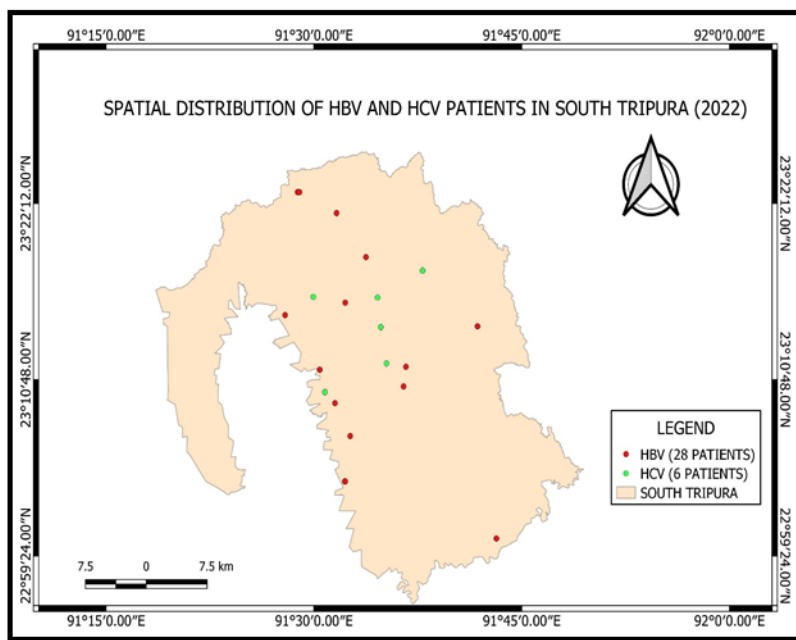 91°15'0.00"E 91°30'0.00"E 91°45'0.00"E 92°0'0.00"E
SPATIAL DISTRIBUTION OF HBV AND HCV PATIENTS IN SOUTH TRIPURA (2022)
23°22'12.00"N 23°22'12.00"N
23°10'48.00"N 23°10'48.00"N
LEGEND
HBV (28 PATIENTS)
HCV (6 PATIENTS)
SOUTH TRIPURA
22°59'24.00"N 22°59'24.00"N
7.5 0 7.5 km
91°15'0.00"E 91°30'0.00"E 91°45'0.00"E 92°0'0.00"E